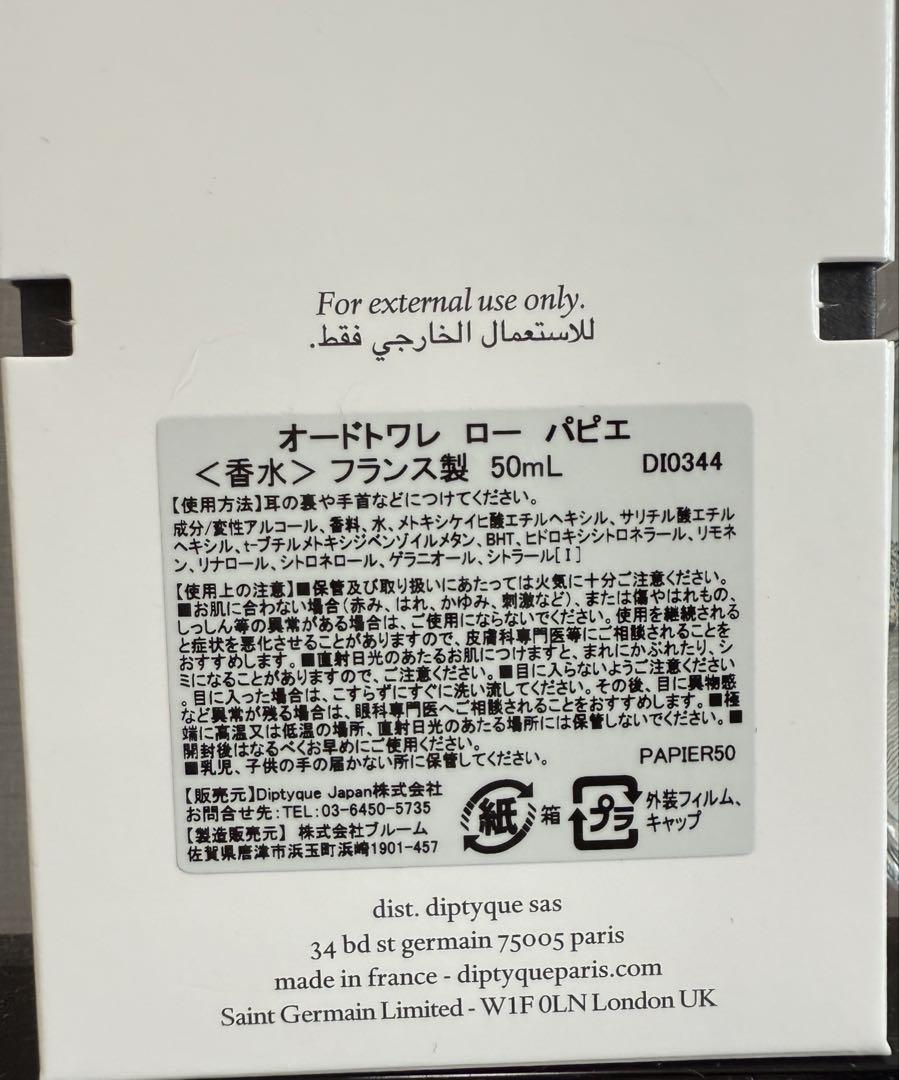 For external use only.
للاستعمال الخارجي فقط.
オードトワレ ロー パピエ
＜香水＞ フランス製 50mL DI0344
【使用方法】耳の裏や手首などにつけてください。
成分/変性アルコール、香料、水、メトキシケイヒ酸エチルヘキシル、サリチル酸エチル
ヘキシル、t-ブチルメトキシジベンゾイルメタン、BHT、ヒドロキシシトロネラール、リモネ
ン、リナロール、シトロネロール、ゲラニオール、シトラール[Ⅰ]
【使用上の注意】■保管及び取り扱いにあたっては火気に十分ご注意ください。
■お肌に合わない場合(赤み、はれ、かゆみ、刺激など)、または傷やはれもの、
しっしん等の異常がある場合は、ご使用にならないでください。使用を継続される
と症状を悪化させることがありますので、皮膚科専門医等にご相談されることを
おすすめします。■直射日光のあたるお肌につけますと、まれにかぶれたり、シ
ミになることがありますので、ご注意ください。■目に入らないようご注意ください
。目に入った場合は、こすらずにすぐに洗い流してください。その後、目に異物感
など異常が残る場合は、眼科専門医へご相談されることをおすすめします。■極
端に高温又は低温の場所、直射日光のあたる場所には保管しないでください。■
開封後はなるべくお早めにご使用ください。
■乳児、子供の手の届かない所に保管してください。 PAPIER50
【販売元】Diptyque Japan株式会社
お問合せ先:TEL:03-6450-5735
【製造販売元】 株式会社ブルーム
佐賀県唐津市浜玉町浜崎1901-457
紙 箱 プラ 外装フィルム、
キャップ
dist. diptyque sas
34 bd st germain 75005 paris
made in france - diptyqueparis.com
Saint Germain Limited - W1F 0LN London UK